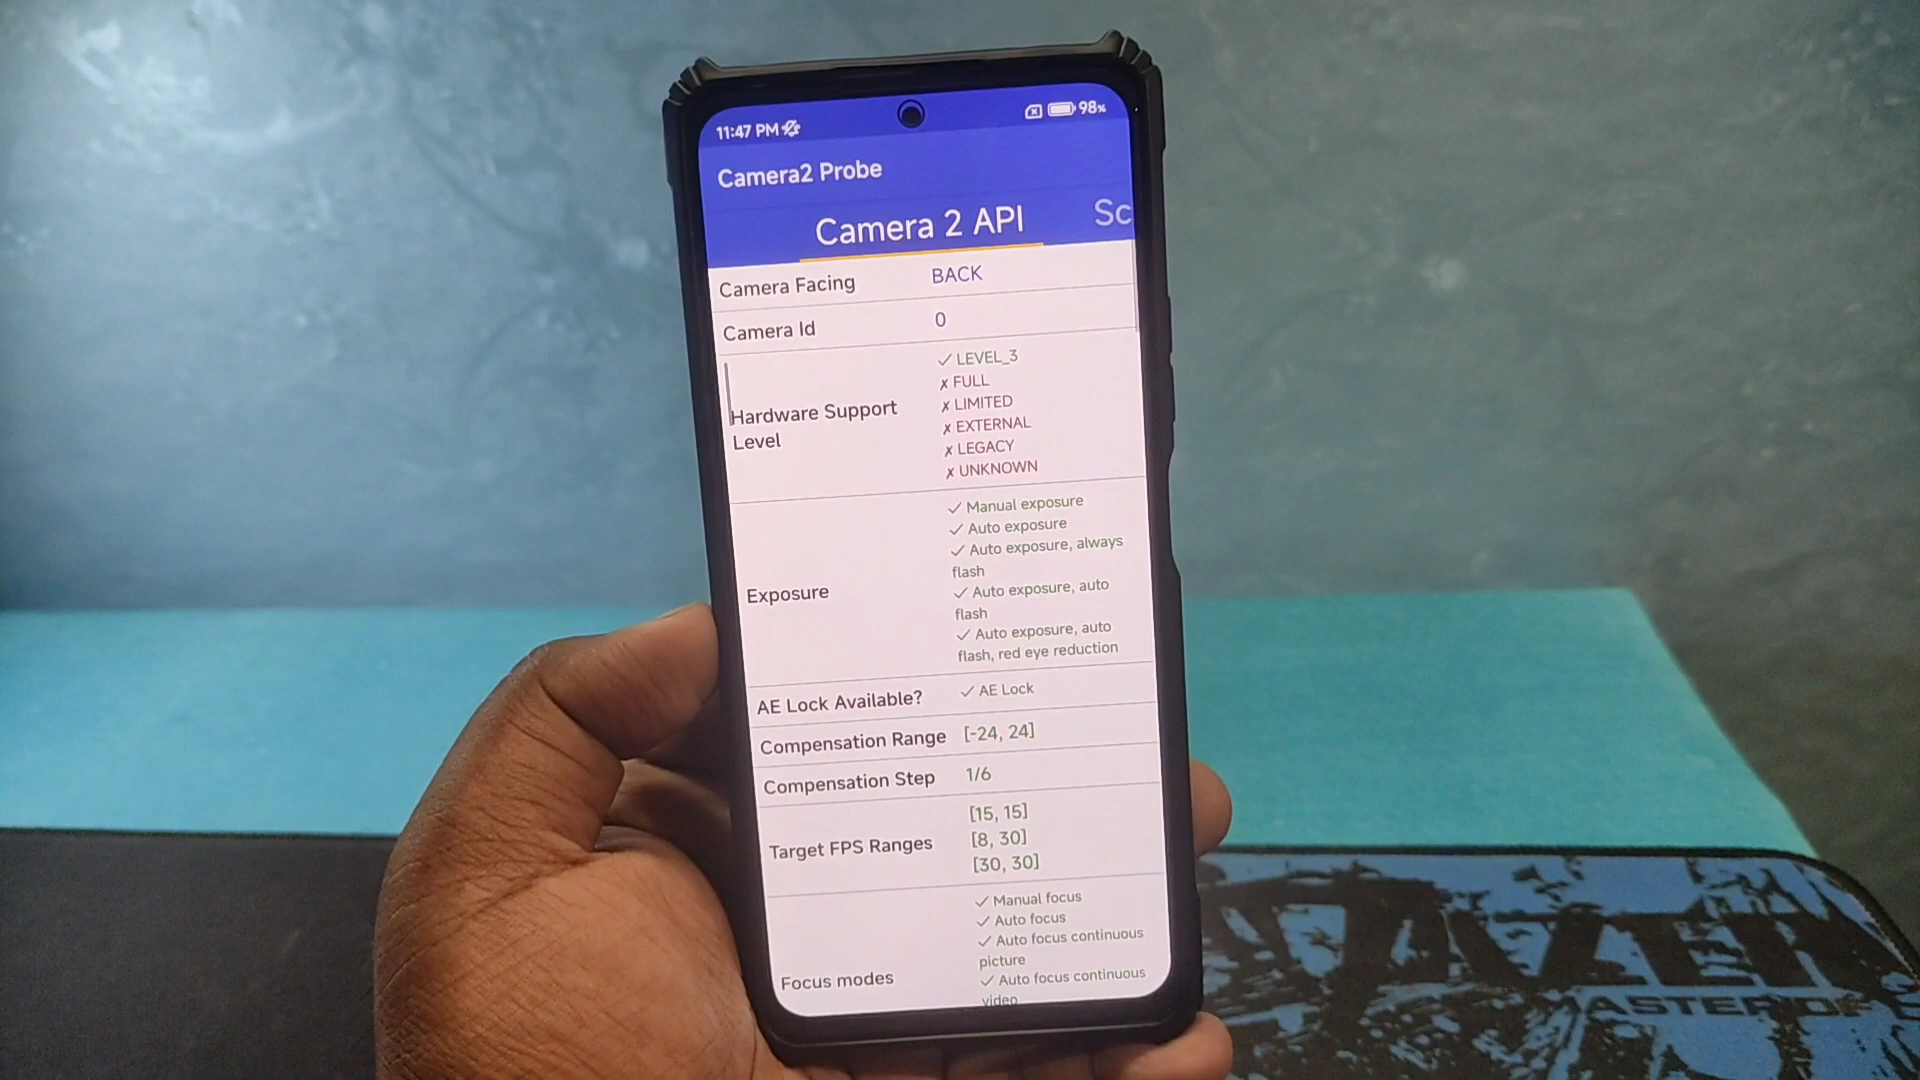 11:47 PM
98%
Camera2 Probe
Camera 2 API
Sc
Camera Facing BACK
Camera Id 0
Hardware Support
Level
✓ LEVEL_3
✗ FULL
✗ LIMITED
✗ EXTERNAL
✗ LEGACY
✗ UNKNOWN
Exposure
✓ Manual exposure
✓ Auto exposure
✓ Auto exposure, always
flash
✓ Auto exposure, auto
flash
✓ Auto exposure, auto
flash, red eye reduction
AE Lock Available? ✓ AE Lock
Compensation Range [-24, 24]
Compensation Step 1/6
Target FPS Ranges
[15, 15]
[8, 30]
[30, 30]
Focus modes
✓ Manual focus
✓ Auto focus
✓ Auto focus continuous
picture
✓ Auto focus continuous
video
MASTER OF